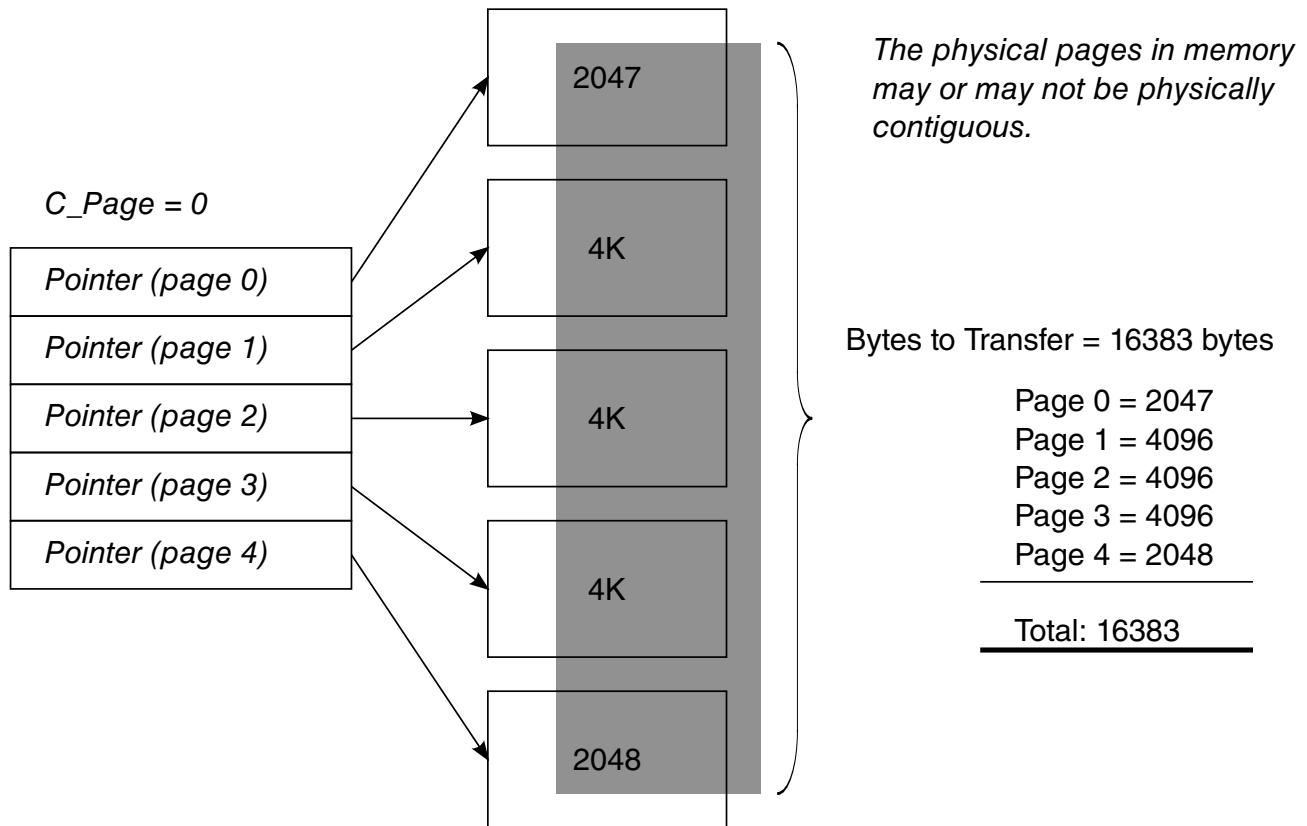 C_Page = 0
Pointer (page 0)
Pointer (page 1)
Pointer (page 2)
Pointer (page 3)
Pointer (page 4)
2047
4K
4K
4K
2048
The physical pages in memory
may or may not be physically
contiguous.
Bytes to Transfer = 16383 bytes
Page 0 = 2047
Page 1 = 4096
Page 2 = 4096
Page 3 = 4096
Page 4 = 2048
Total: 16383